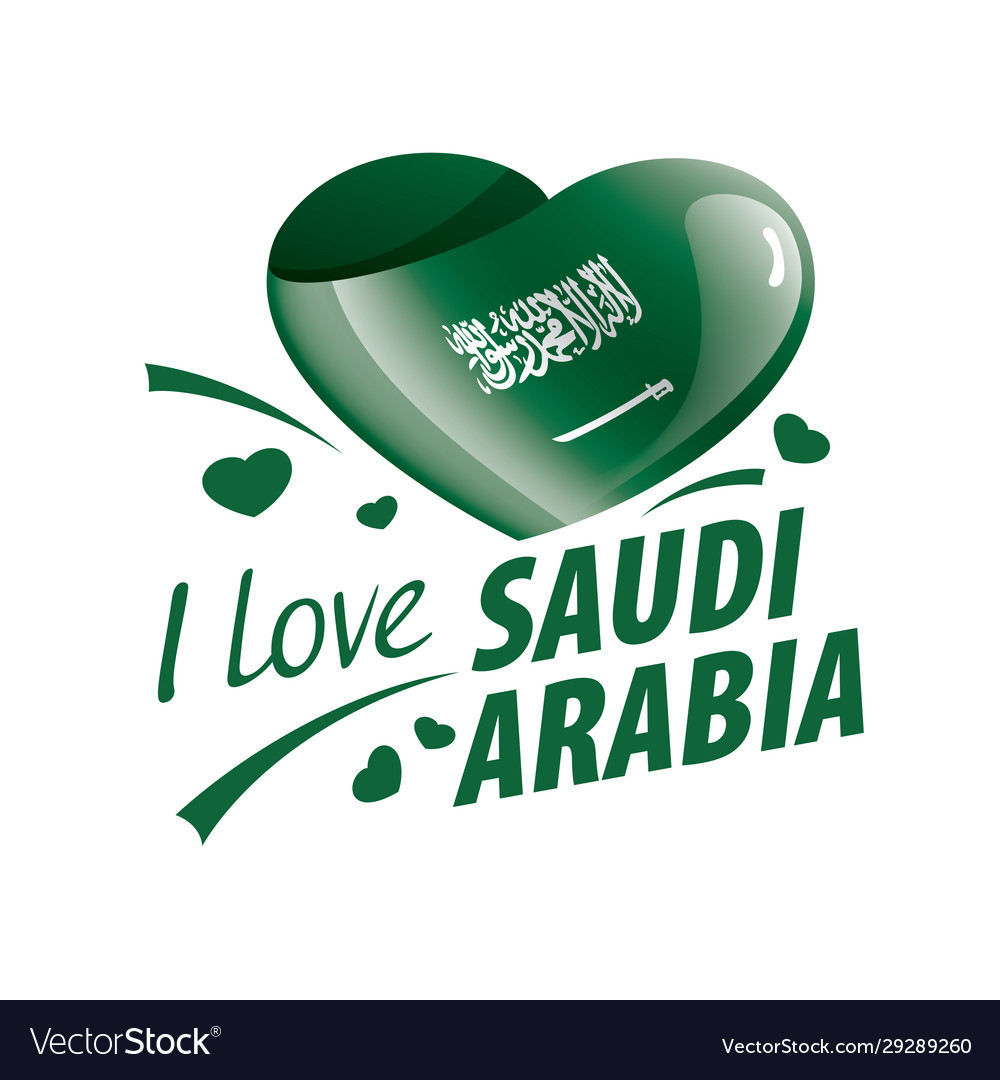 لا إله إلا الله محمد رسول الله
I Love SAUDI
ARABIA
VectorStock®
VectorStock.com/29289260